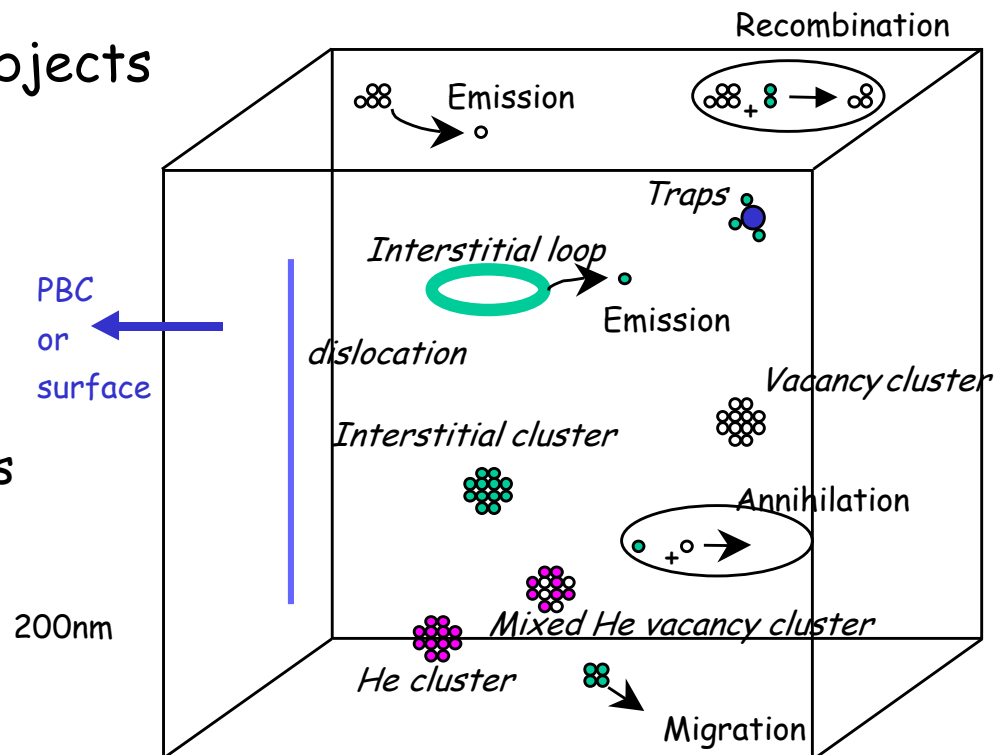 Recombination
Emission
Traps
Interstitial loop
PBC
or
surface
Emission
dislocation
Vacancy cluster
Interstitial cluster
Annihilation
200nm
Mixed He vacancy cluster
He cluster
Migration
+
+